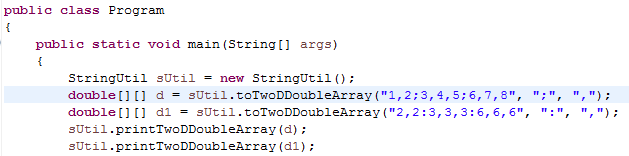 public class Program
{
    public static void main(String[] args)
    {
        StringUtil sUtil = new StringUtil();
        double[][] d = sUtil.toTwoDDoubleArray("1,2;3,4,5;6,7,8", ";", ",");
        double[][] d1 = sUtil.toTwoDDoubleArray("2,2:3,3,3:6,6,6", ":", ",");
        sUtil.printTwoDDoubleArray(d);
        sUtil.printTwoDDoubleArray(d1);